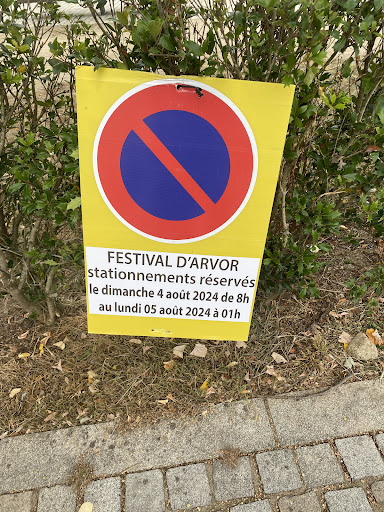 FESTIVAL D'ARVOR
stationnements réservés
le dimanche 4 août 2024 de 8h
au lundi 05 août 2024 à 01h